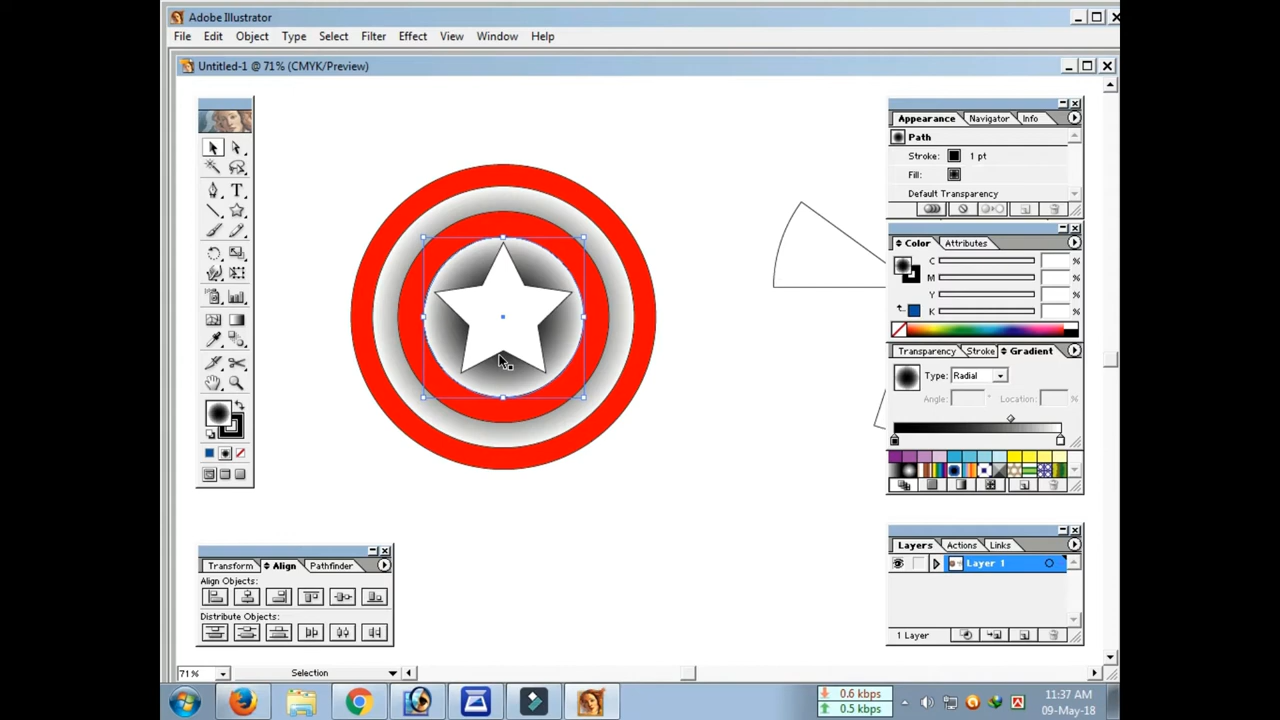 Adobe Illustrator
File Edit Object Type Select Filter Effect View Window Help
Untitled-1 @ 71% (CMYK/Preview)
Appearance Navigator Info
Path
Stroke: 1 pt
Fill:
Default Transparency
Color Attributes
C %
M %
Y %
K %
Transparency Stroke Gradient
Type: Radial
Angle: ° Location: %
Transform Align Pathfinder
Align Objects:
Distribute Objects:
Layers Actions Links
Layer 1
1 Layer
71% Selection
0.6 kbps
0.5 kbps
11:37 AM
09-May-18